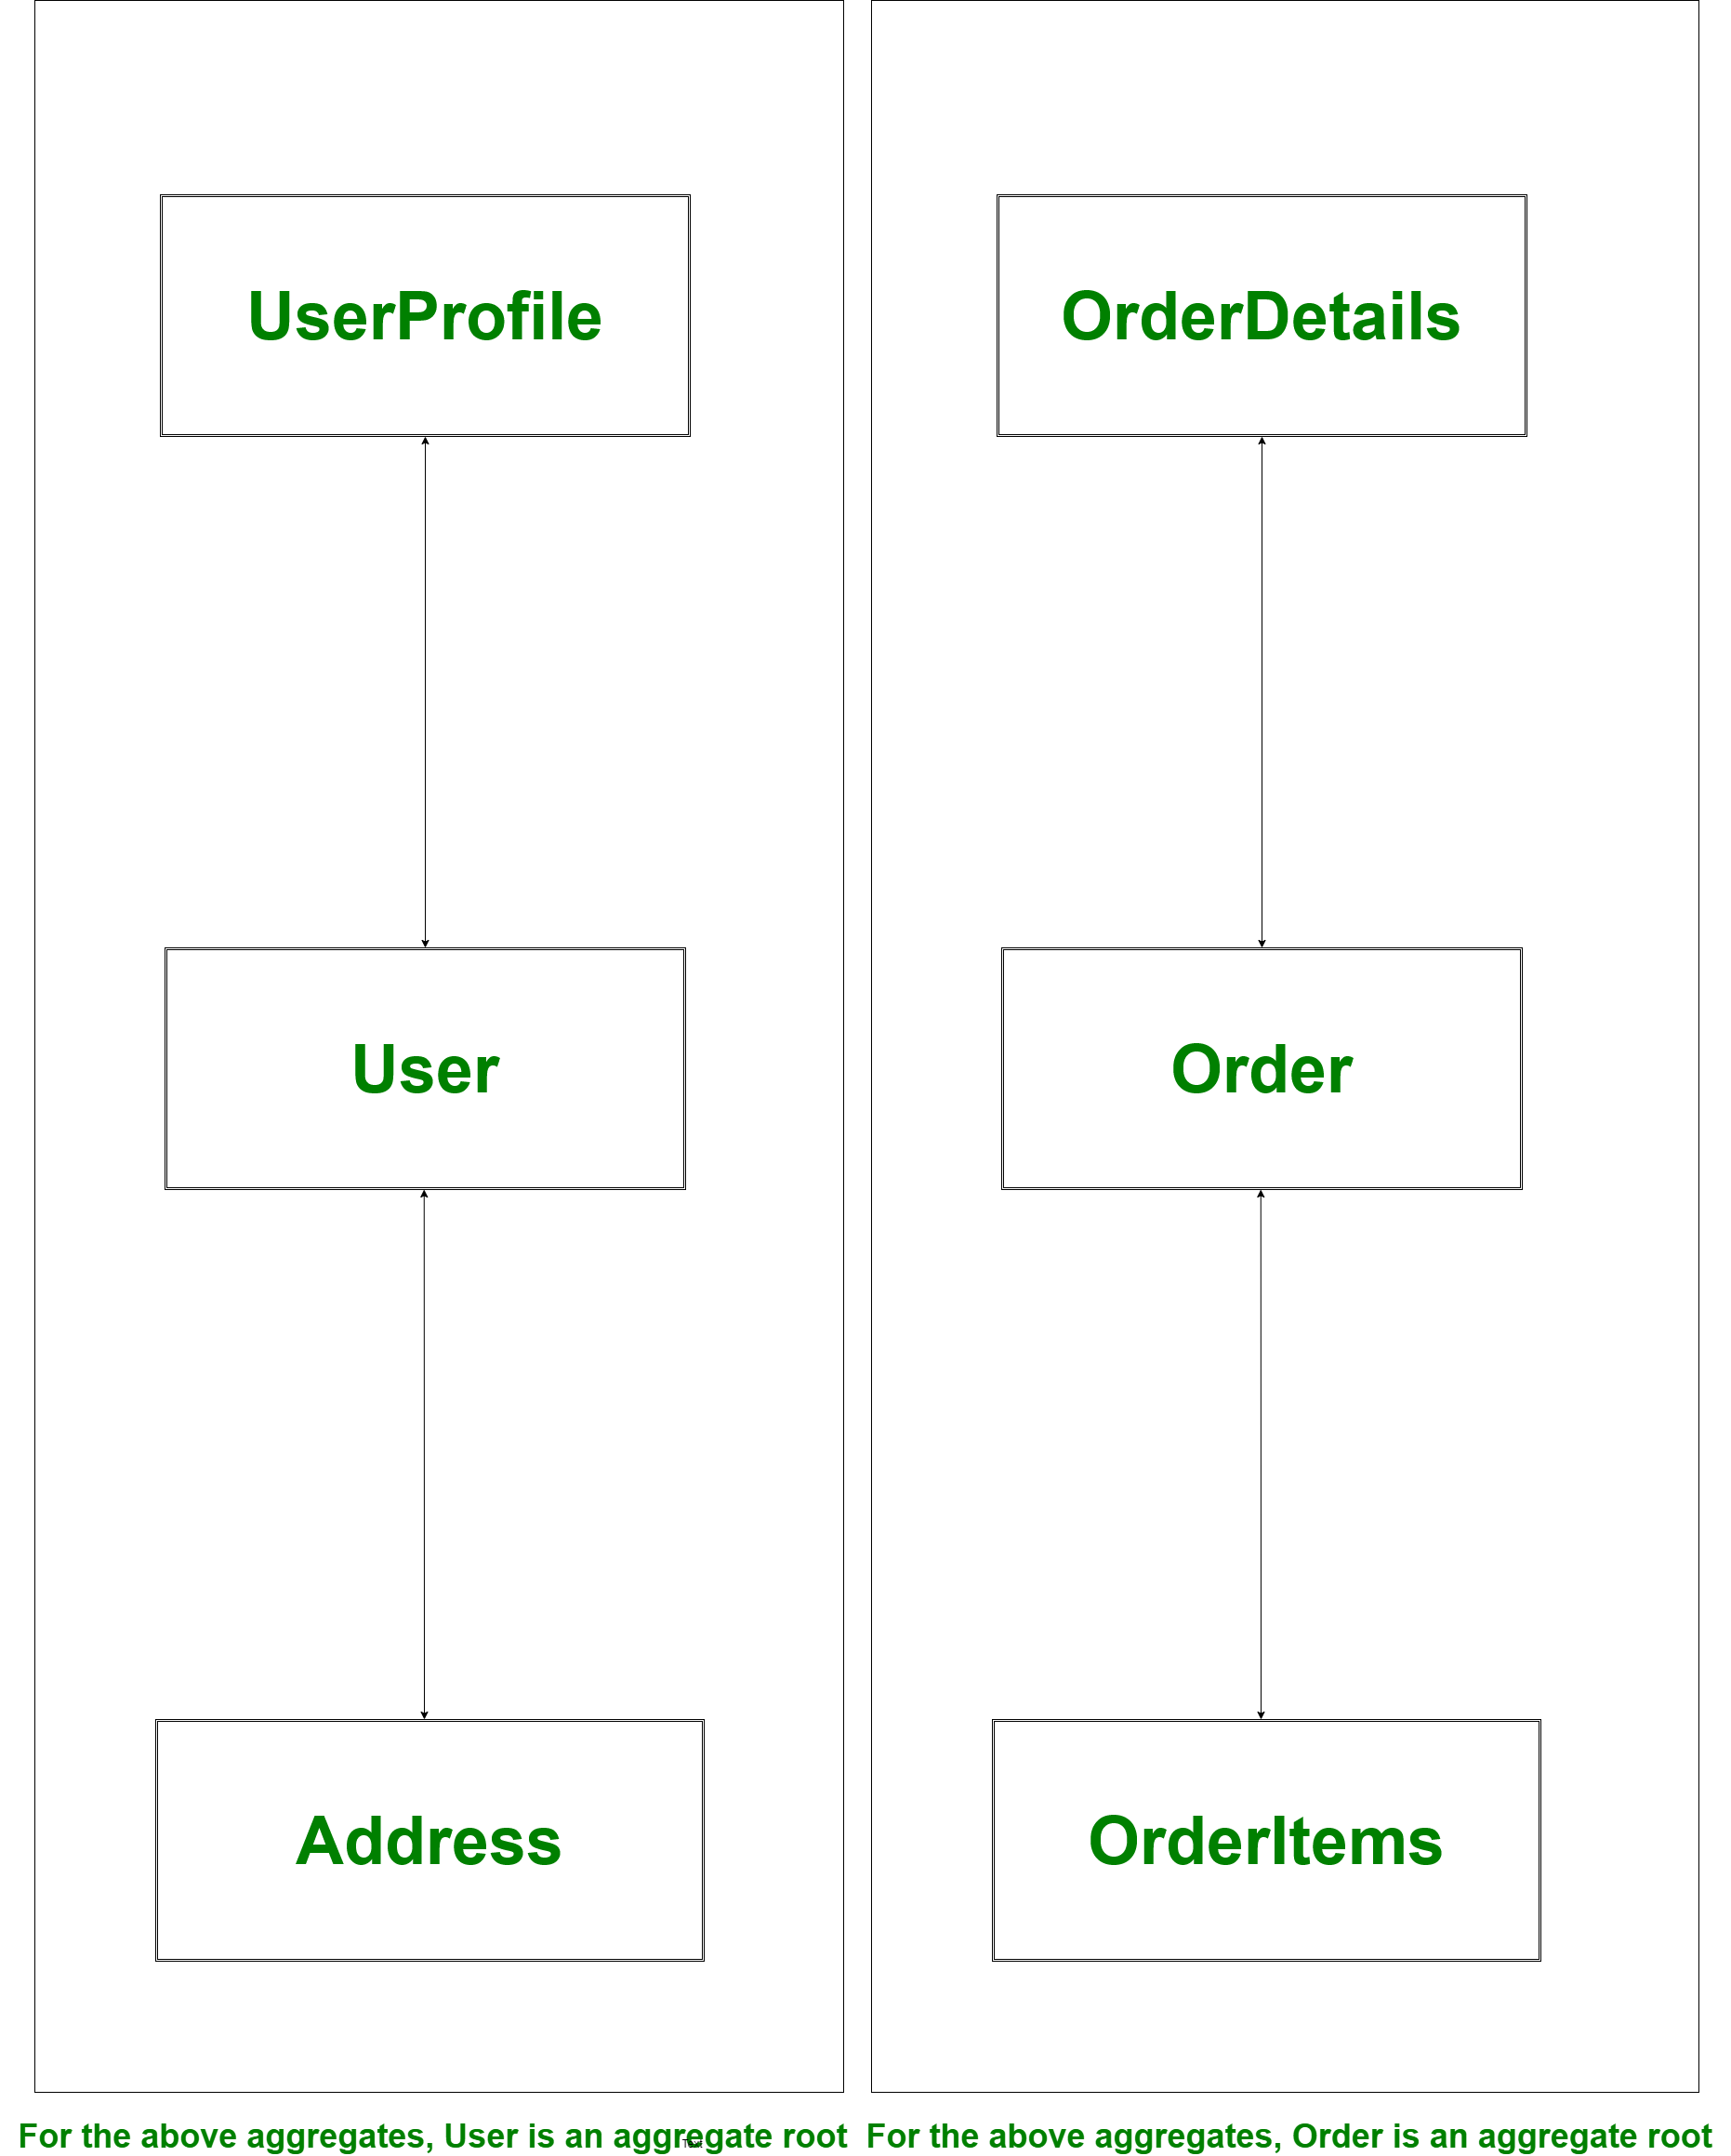 UserProfile
User
Address
For the above aggregates, User is an aggregate root
Text
OrderDetails
Order
OrderItems
For the above aggregates, Order is an aggregate root